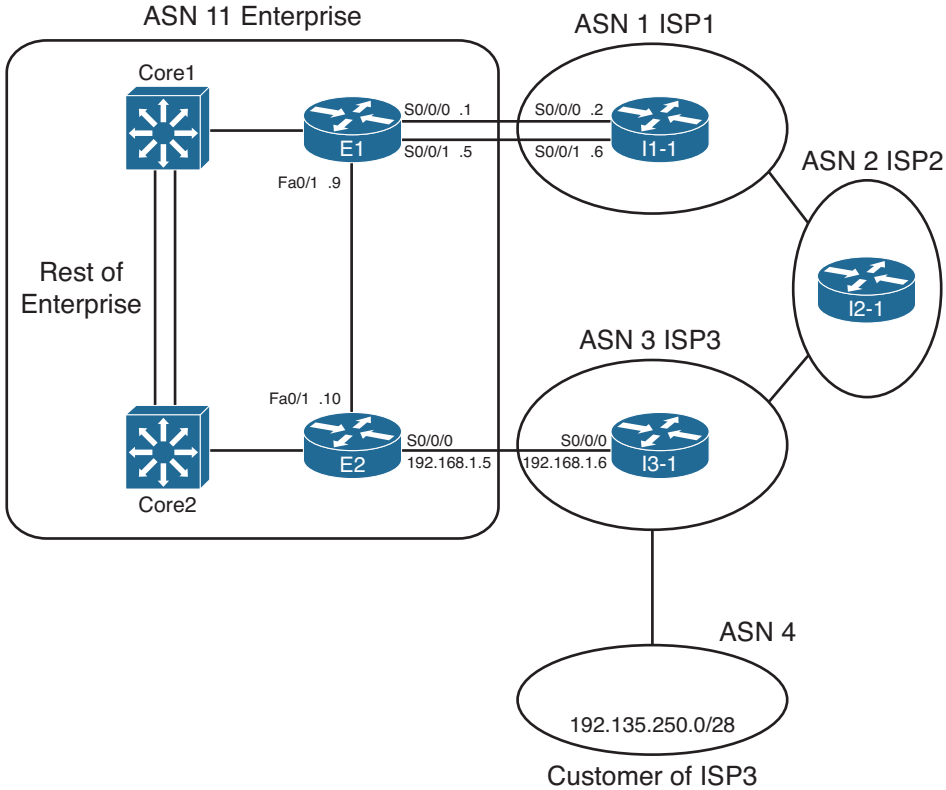 ASN 11 Enterprise
ASN 1 ISP1
Core1
S0/0/0 .1
S0/0/0 .2
E1
I1-1
S0/0/1 .5
S0/0/1 .6
ASN 2 ISP2
Fa0/1 .9
Rest of
Enterprise
I2-1
ASN 3 ISP3
Fa0/1 .10
S0/0/0
S0/0/0
E2
192.168.1.5
192.168.1.6
I3-1
Core2
ASN 4
192.135.250.0/28
Customer of ISP3